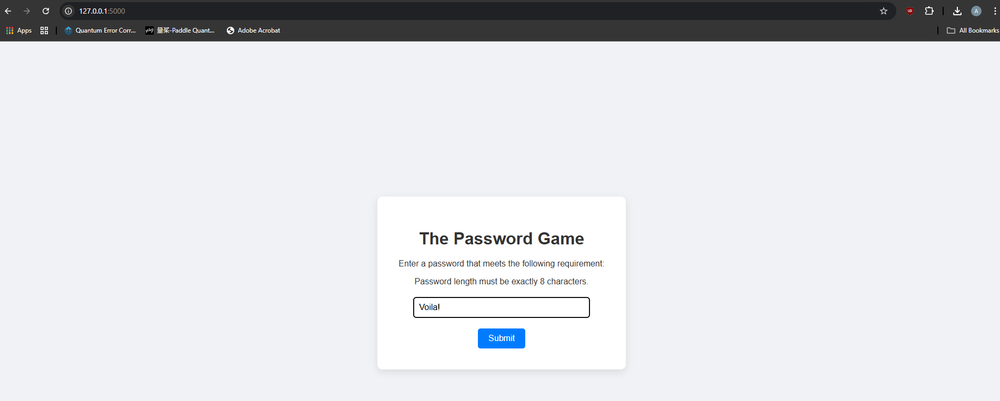 127.0.0.1:5000
UD
A
Apps
Quantum Error Corr...
量桨-Paddle Quant...
Adobe Acrobat
All Bookmarks
The Password Game
Enter a password that meets the following requirement:
Password length must be exactly 8 characters.
Voila!
Submit